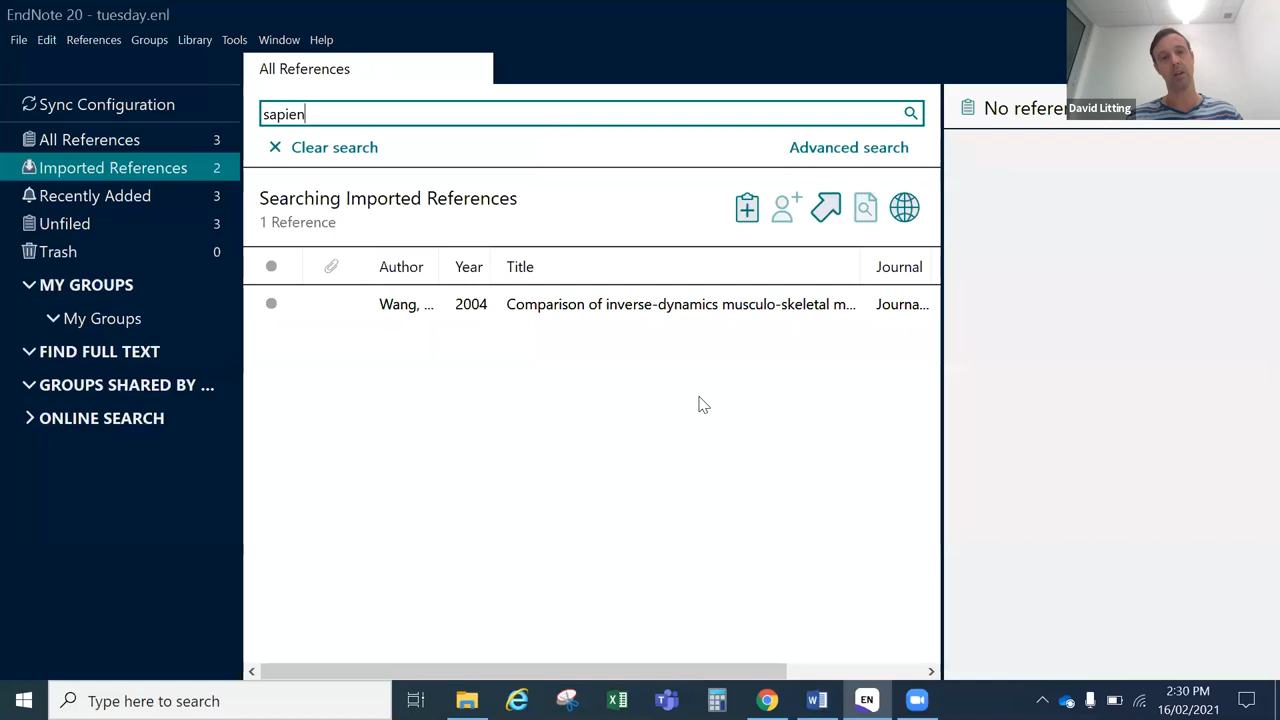 EndNote 20 - tuesday.enl
File Edit References Groups Library Tools Window Help
All References
Sync Configuration
All References 3
Imported References 2
Recently Added 3
Unfiled 3
Trash 0
MY GROUPS
My Groups
FIND FULL TEXT
GROUPS SHARED BY ...
ONLINE SEARCH
sapien
Clear search
Advanced search
Searching Imported References
1 Reference
Author Year Title Journal
Wang, ... 2004 Comparison of inverse-dynamics musculo-skeletal m... Journa...
No refere
David Litting
Type here to search
EN
2:30 PM
16/02/2021